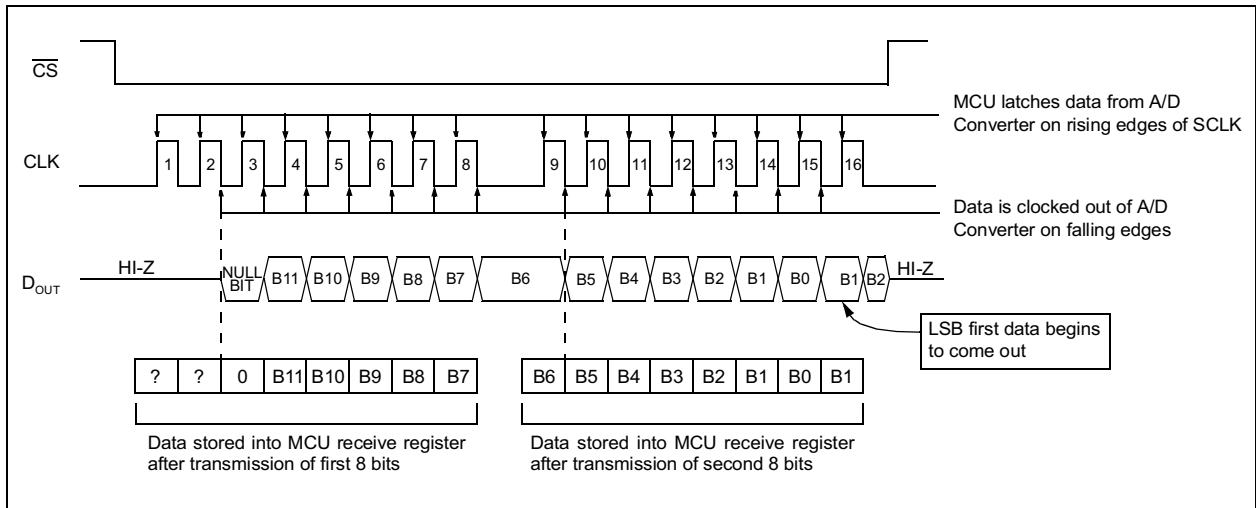 CS
MCU latches data from A/D
Converter on rising edges of SCLK
CLK
1 2 3 4 5 6 7 8 9 10 11 12 13 14 15 16
Data is clocked out of A/D
Converter on falling edges
DOUT
HI-Z
NULL
BIT
B11 B10 B9 B8 B7 B6 B5 B4 B3 B2 B1 B0 B1 B2
HI-Z
LSB first data begins
to come out
? ? 0 B11 B10 B9 B8 B7
B6 B5 B4 B3 B2 B1 B0 B1
Data stored into MCU receive register
after transmission of first 8 bits
Data stored into MCU receive register
after transmission of second 8 bits